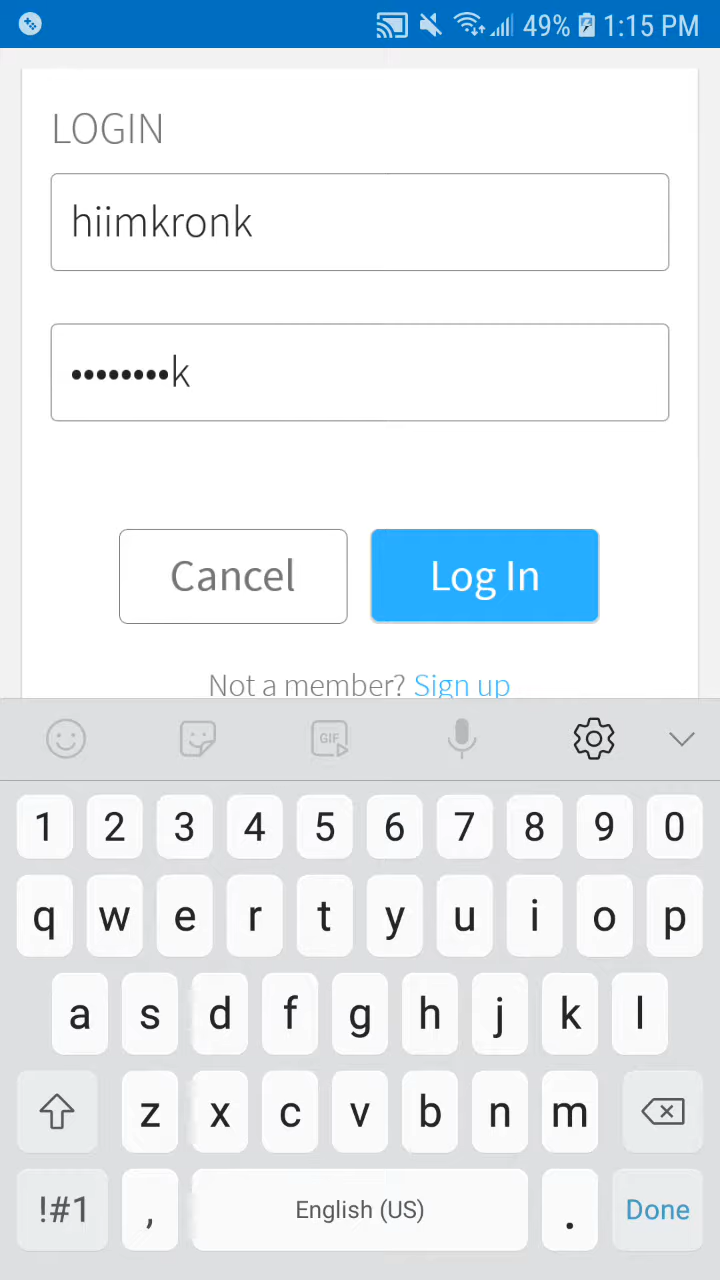 49% 1:15 PM
LOGIN
hiimkronk
••••••••k
Cancel Log In
Not a member? Sign up
GIF
1 2 3 4 5 6 7 8 9 0
q w e r t y u i o p
a s d f g h j k l
z x c v b n m
!#1 , English (US) . Done